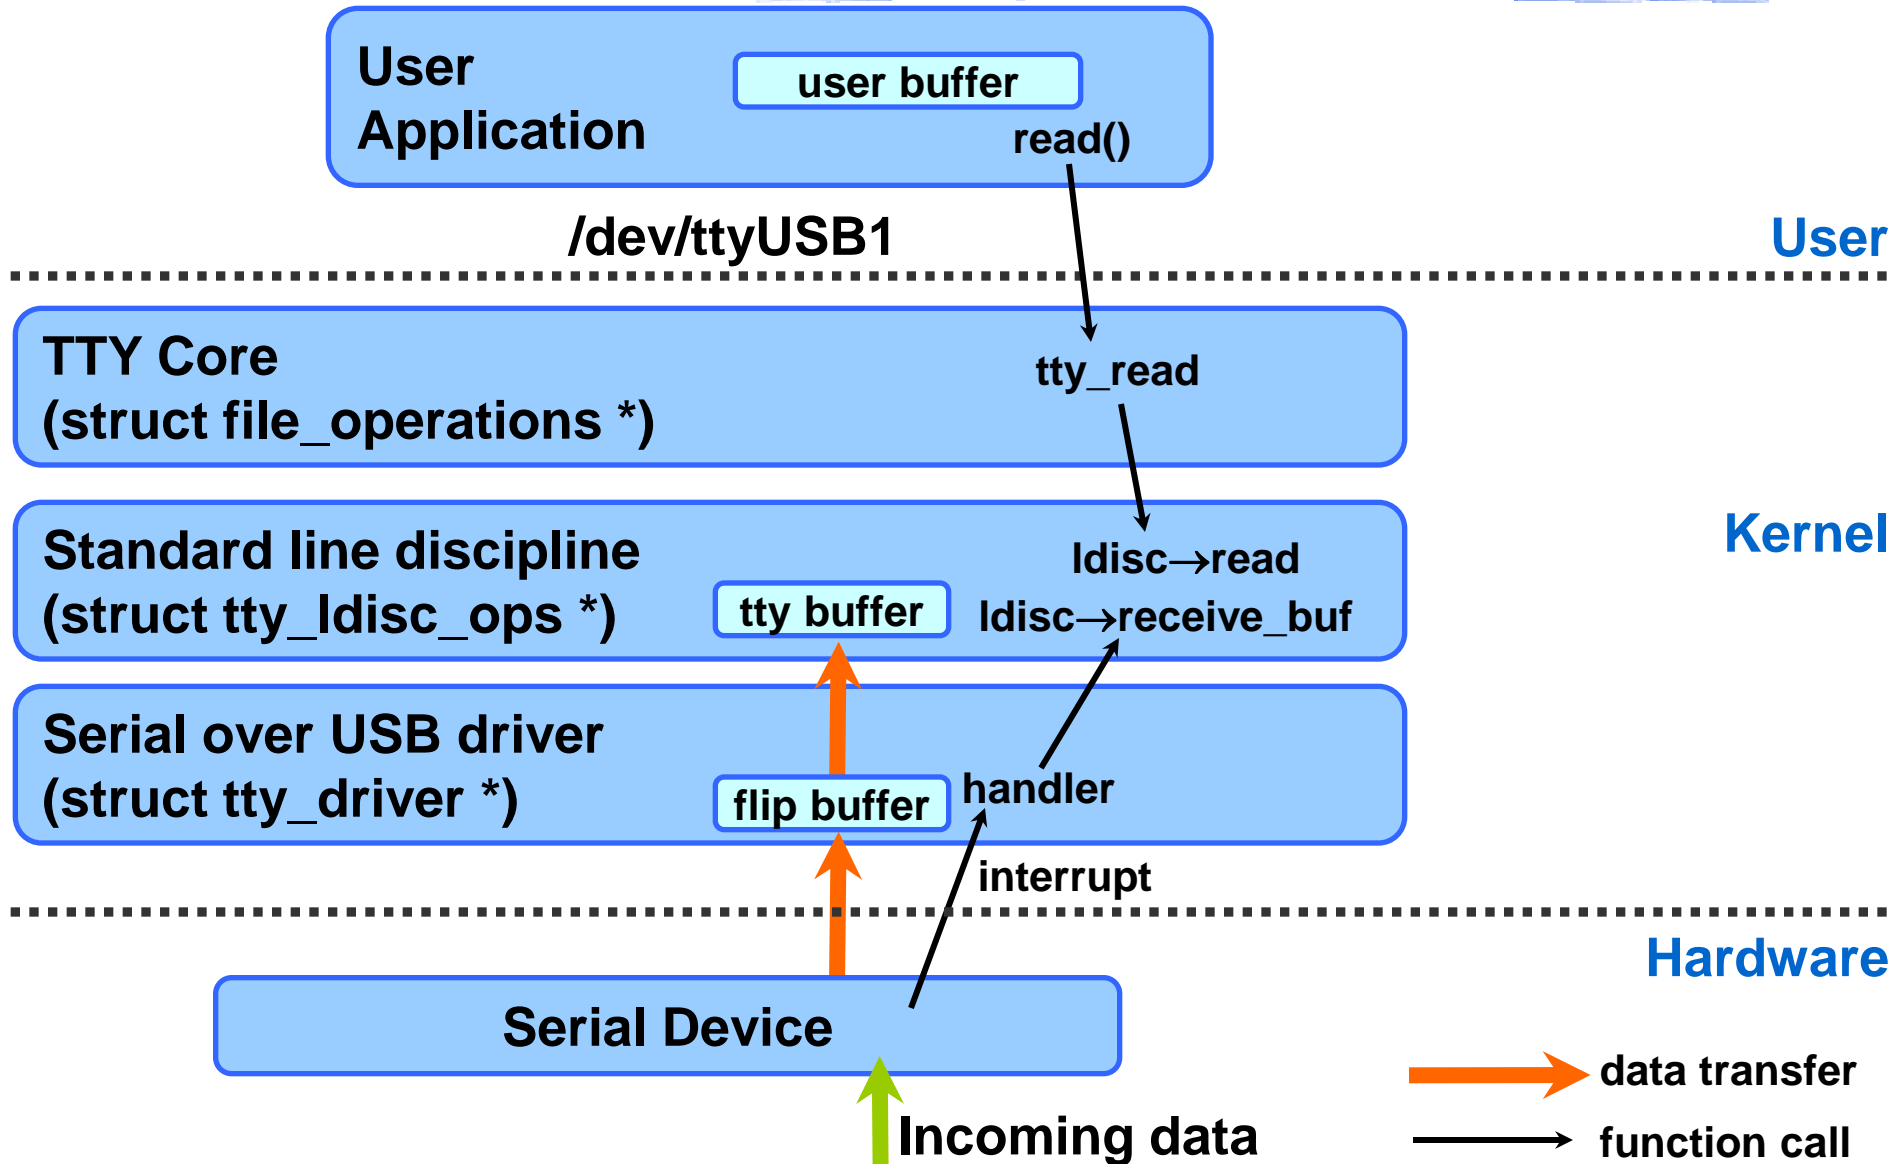 User
Application
user buffer
read()
/dev/ttyUSB1
User
TTY Core
(struct file_operations *)
tty_read
Kernel
Standard line discipline
(struct tty_ldisc_ops *)
tty buffer
ldisc→read
ldisc→receive_buf
Serial over USB driver
(struct tty_driver *)
flip buffer
handler
interrupt
Hardware
Serial Device
Incoming data
data transfer
function call